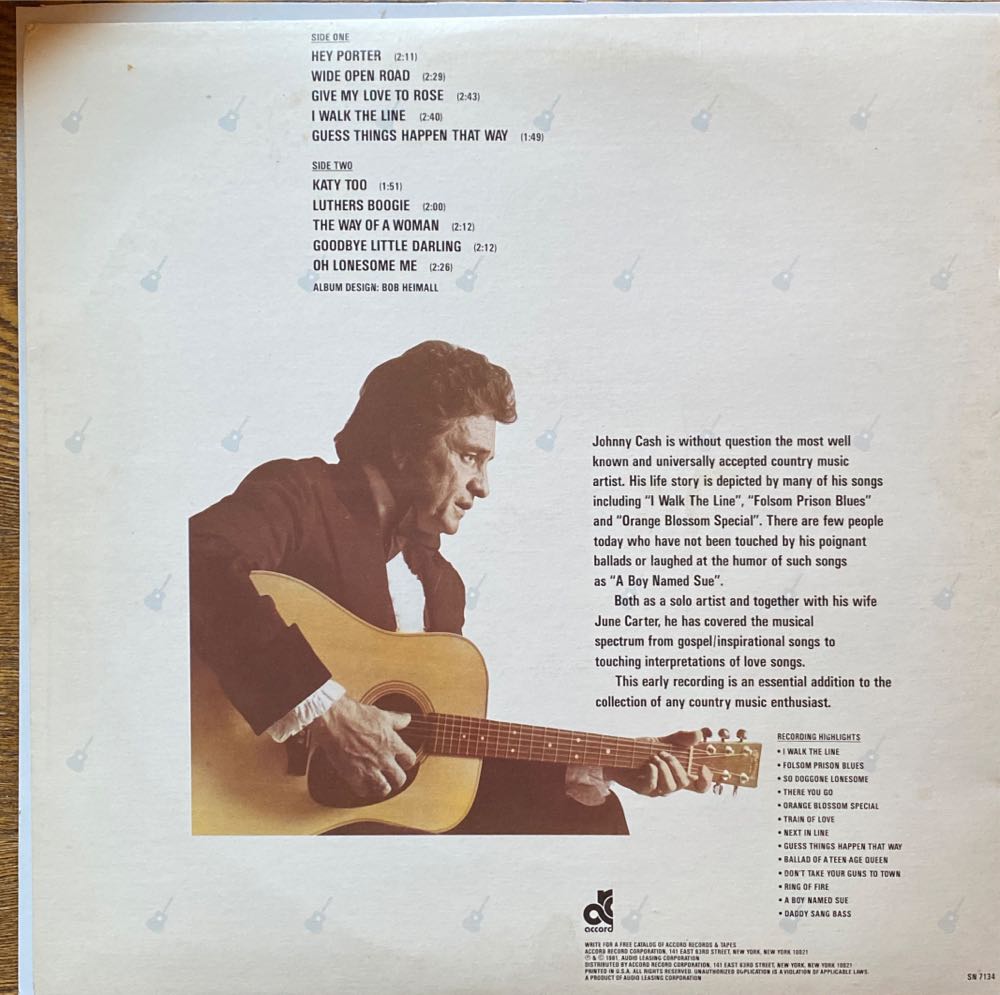 SIDE ONE
HEY PORTER (2:11)
WIDE OPEN ROAD (2:29)
GIVE MY LOVE TO ROSE (2:43)
I WALK THE LINE (2:40)
GUESS THINGS HAPPEN THAT WAY (1:49)
SIDE TWO
KATY TOO (1:51)
LUTHERS BOOGIE (2:00)
THE WAY OF A WOMAN (2:12)
GOODBYE LITTLE DARLING (2:12)
OH LONESOME ME (2:26)
ALBUM DESIGN: BOB HEIMALL
Johnny Cash is without question the most well
known and universally accepted country music
artist. His life story is depicted by many of his songs
including "I Walk The Line", "Folsom Prison Blues"
and "Orange Blossom Special". There are few people
today who have not been touched by his poignant
ballads or laughed at the humor of such songs
as "A Boy Named Sue".
Both as a solo artist and together with his wife
June Carter, he has covered the musical
spectrum from gospel/inspirational songs to
touching interpretations of love songs.
This early recording is an essential addition to the
collection of any country music enthusiast.
RECORDING HIGHLIGHTS
• I WALK THE LINE
• FOLSOM PRISON BLUES
• SO DOGGONE LONESOME
• THERE YOU GO
• ORANGE BLOSSOM SPECIAL
• TRAIN OF LOVE
• NEXT IN LINE
• GUESS THINGS HAPPEN THAT WAY
• BALLAD OF A TEEN-AGE QUEEN
• DON'T TAKE YOUR GUNS TO TOWN
• RING OF FIRE
• A BOY NAMED SUE
• DADDY SANG BASS
accord
WRITE FOR A FREE CATALOG OF ACCORD RECORDS & TAPES
ACCORD RECORD CORPORATION, 141 EAST 63RD STREET, NEW YORK, NEW YORK 10021
℗ & © 1981, AUDIO LEASING CORPORATION
DISTRIBUTED BY ACCORD RECORD CORPORATION, 141 EAST 63RD STREET, NEW YORK, NEW YORK 10021
PRINTED IN U.S.A. ALL RIGHTS RESERVED. UNAUTHORIZED DUPLICATION IS A VIOLATION OF APPLICABLE LAWS.
A PRODUCT OF AUDIO LEASING CORPORATION
SN 7134